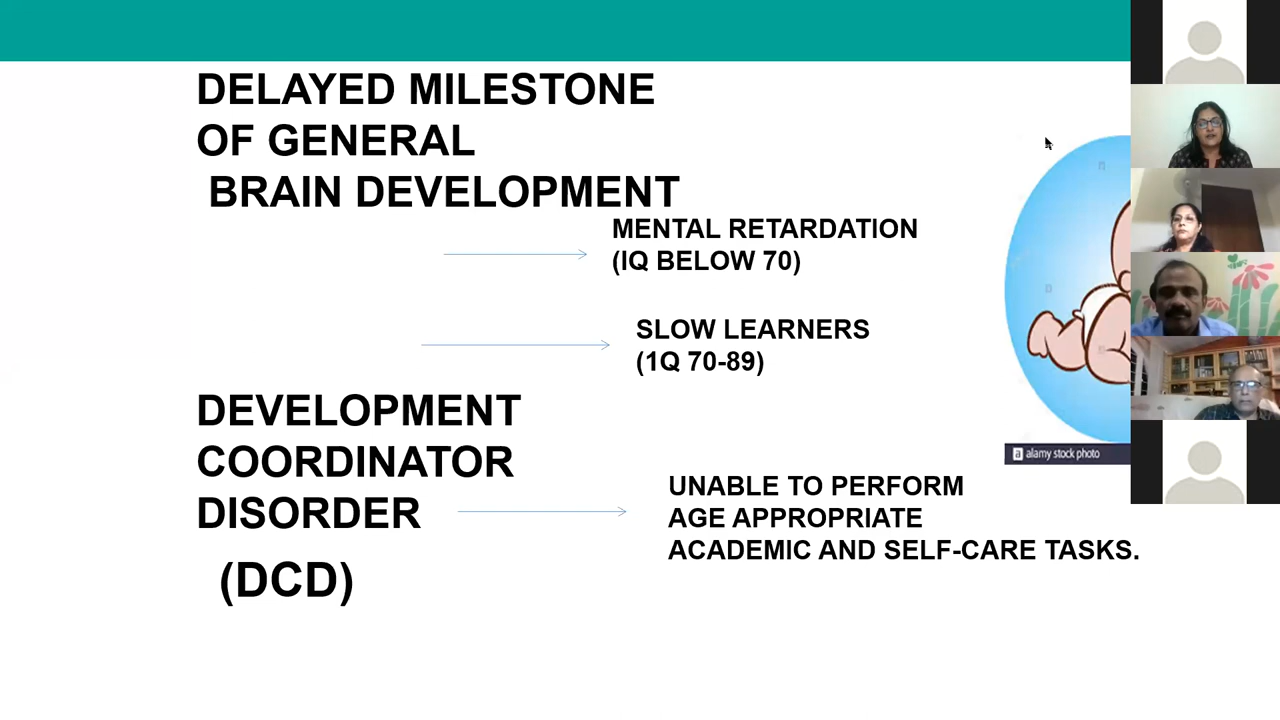 DELAYED MILESTONE
OF GENERAL
BRAIN DEVELOPMENT
MENTAL RETARDATION
(IQ BELOW 70)
SLOW LEARNERS
(1Q 70-89)
DEVELOPMENT
COORDINATOR
DISORDER
(DCD)
UNABLE TO PERFORM
AGE APPROPRIATE
ACADEMIC AND SELF-CARE TASKS.
a alamy stock photo